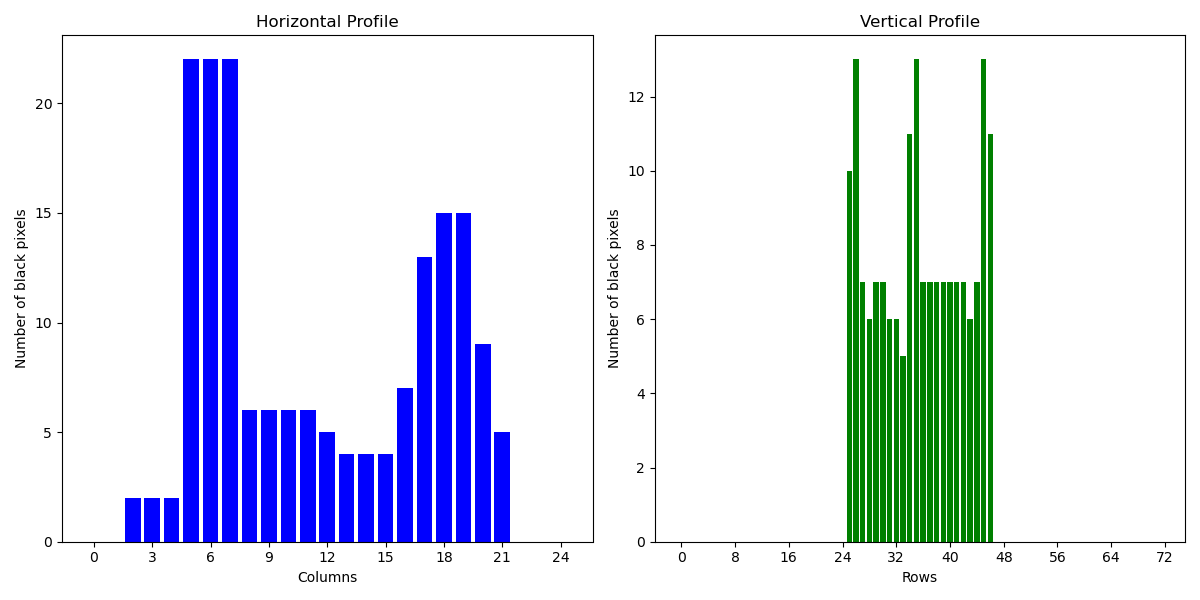 Horizontal Profile
Number of black pixels
20
15
10
5
0
0 3 6 9 12 15 18 21 24
Columns
Vertical Profile
Number of black pixels
12
10
8
6
4
2
0
0 8 16 24 32 40 48 56 64 72
Rows